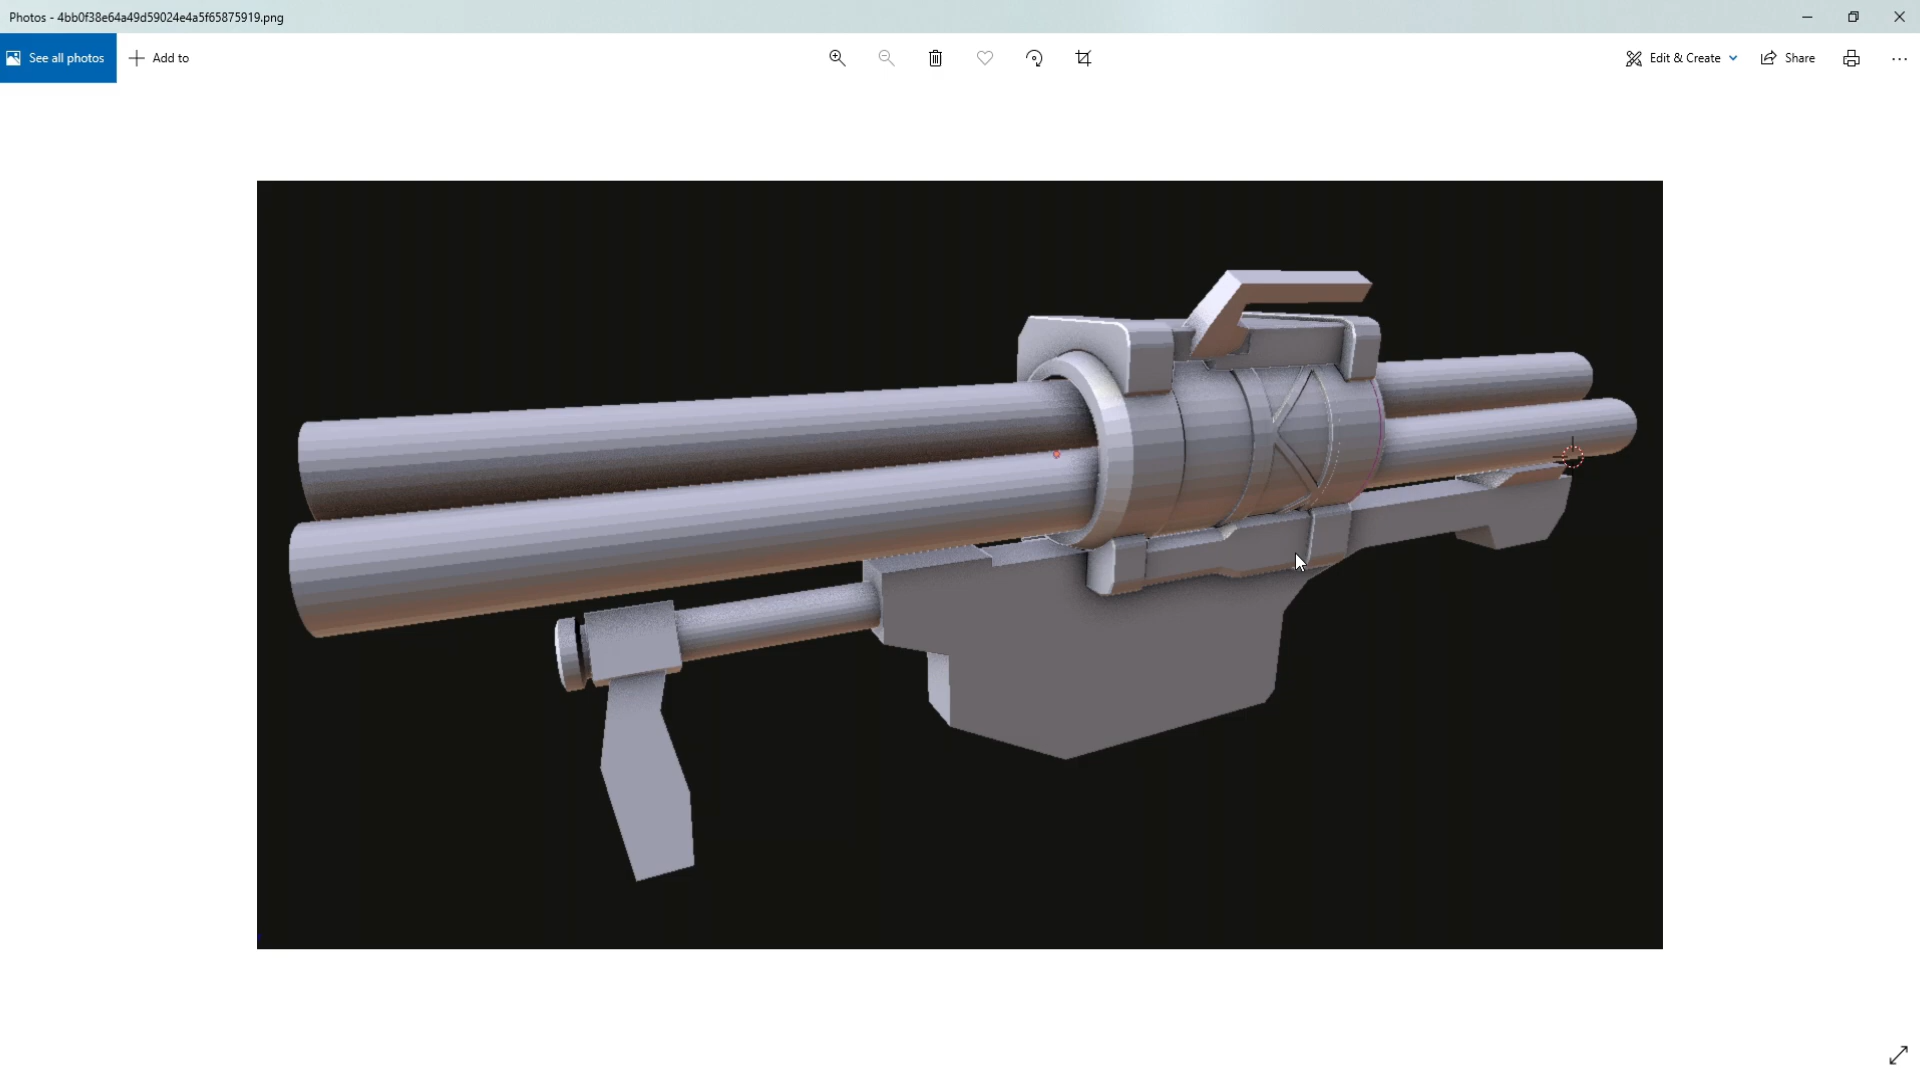 Photos - 4bb0f38e64a49d59024e4a5f65875919.png
See all photos
Add to
Edit & Create
Share